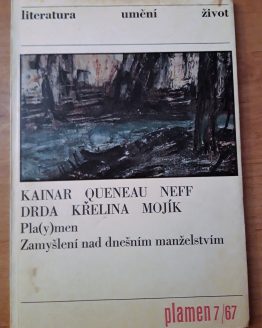 literatura umění život
KAINAR QUENEAU NEFF
DRDA KŘELINA MOJÍK
Pla(y)men
Zamyšlení nad dnešním manželstvím
plamen 7/67